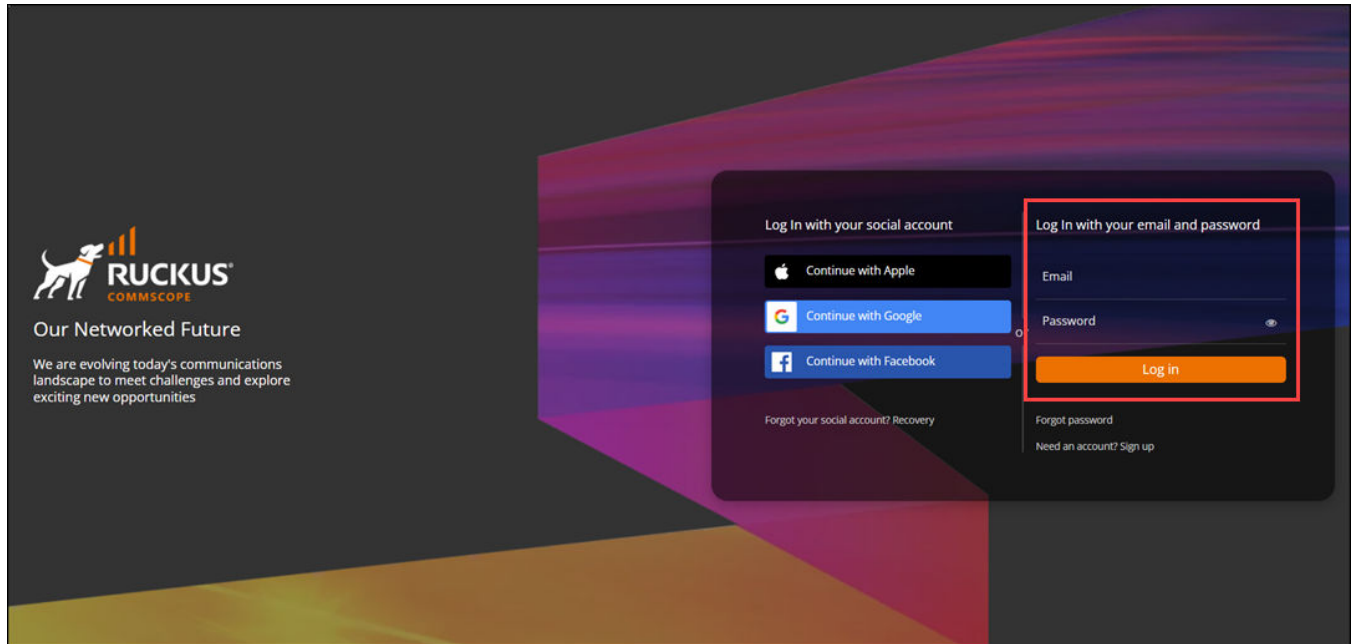 RUCKUS®
COMMSCOPE
Our Networked Future
We are evolving today's communications
landscape to meet challenges and explore
exciting new opportunities
Log In with your social account
Continue with Apple
Continue with Google
Continue with Facebook
Forgot your social account? Recovery
or
Log In with your email and password
Email
Password
Log in
Forgot password
Need an account? Sign up